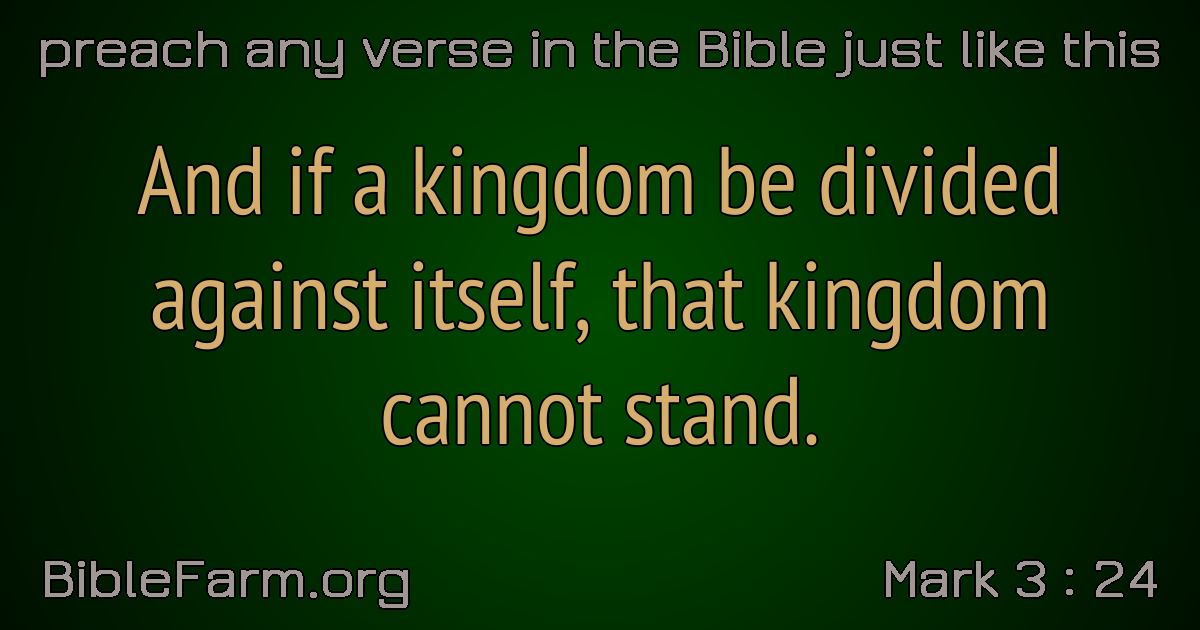 preach any verse in the Bible just like this
And if a kingdom be divided
against itself, that kingdom
cannot stand.
BibleFarm.org
Mark 3 : 24